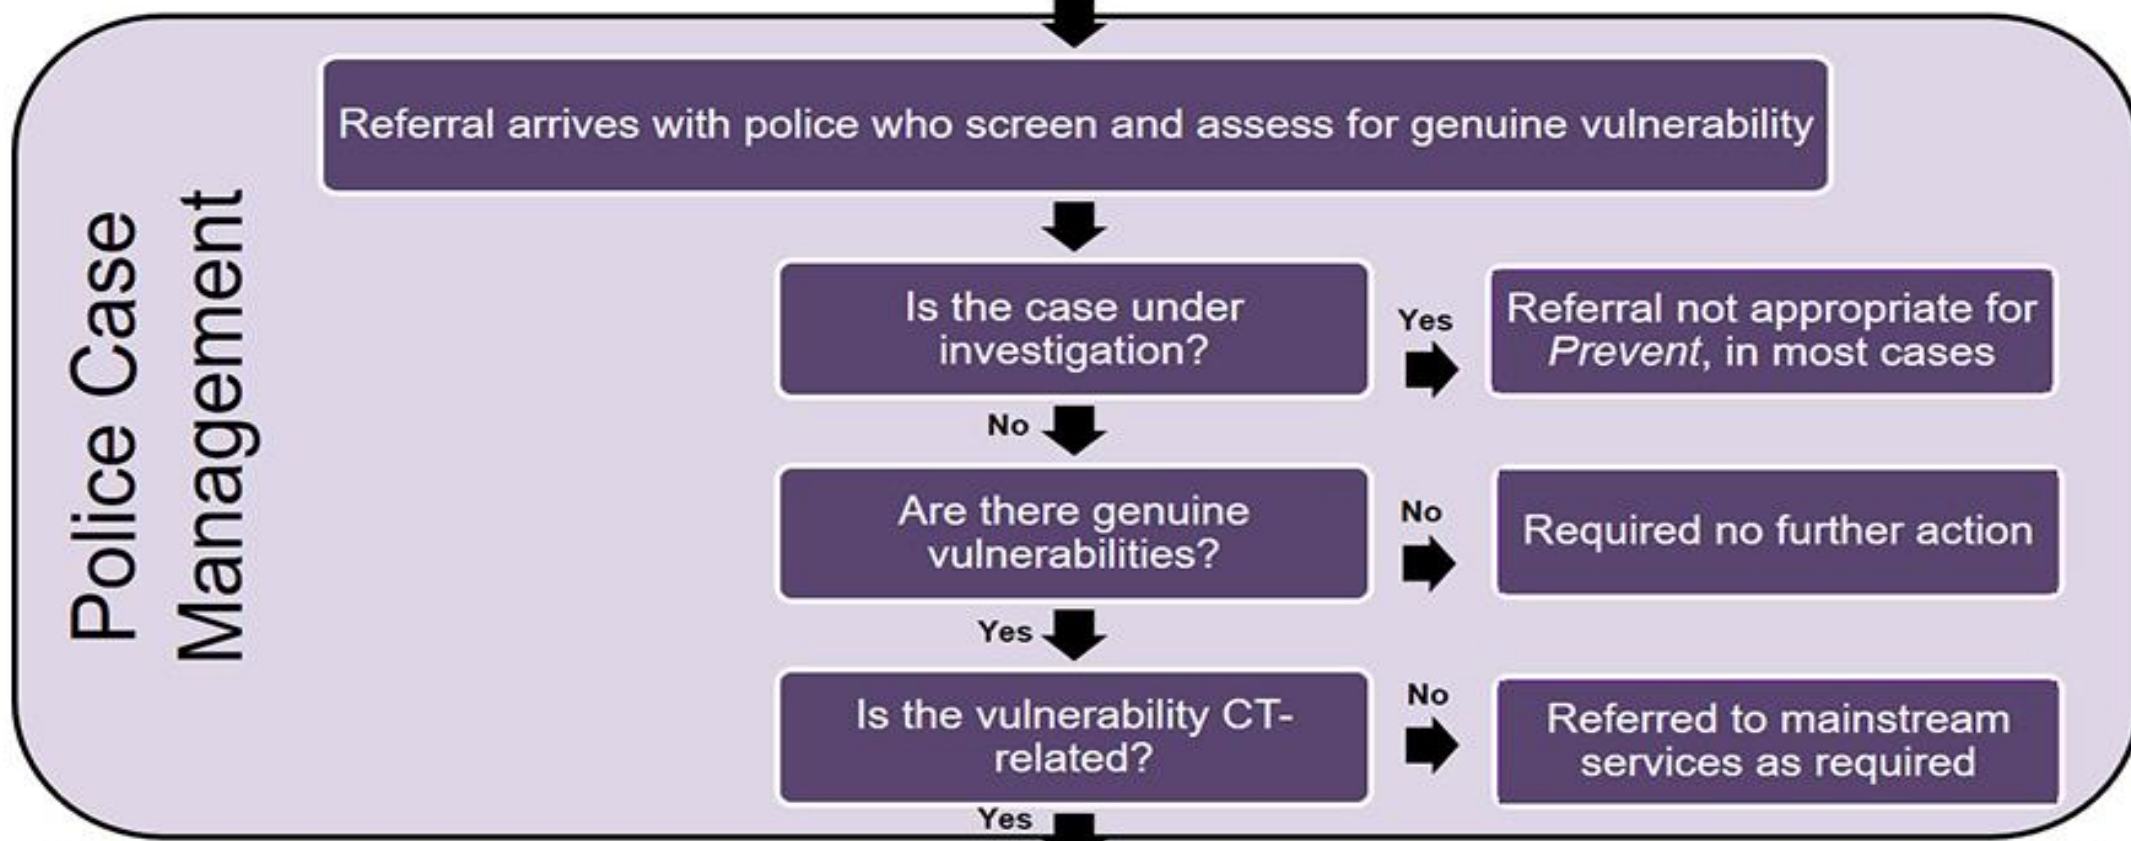 Police Case
Management
Referral arrives with police who screen and assess for genuine vulnerability
Is the case under
investigation?
Yes
Referral not appropriate for
Prevent, in most cases
No
Are there genuine
vulnerabilities?
No
Required no further action
Yes
Is the vulnerability CT-
related?
No
Referred to mainstream
services as required
Yes